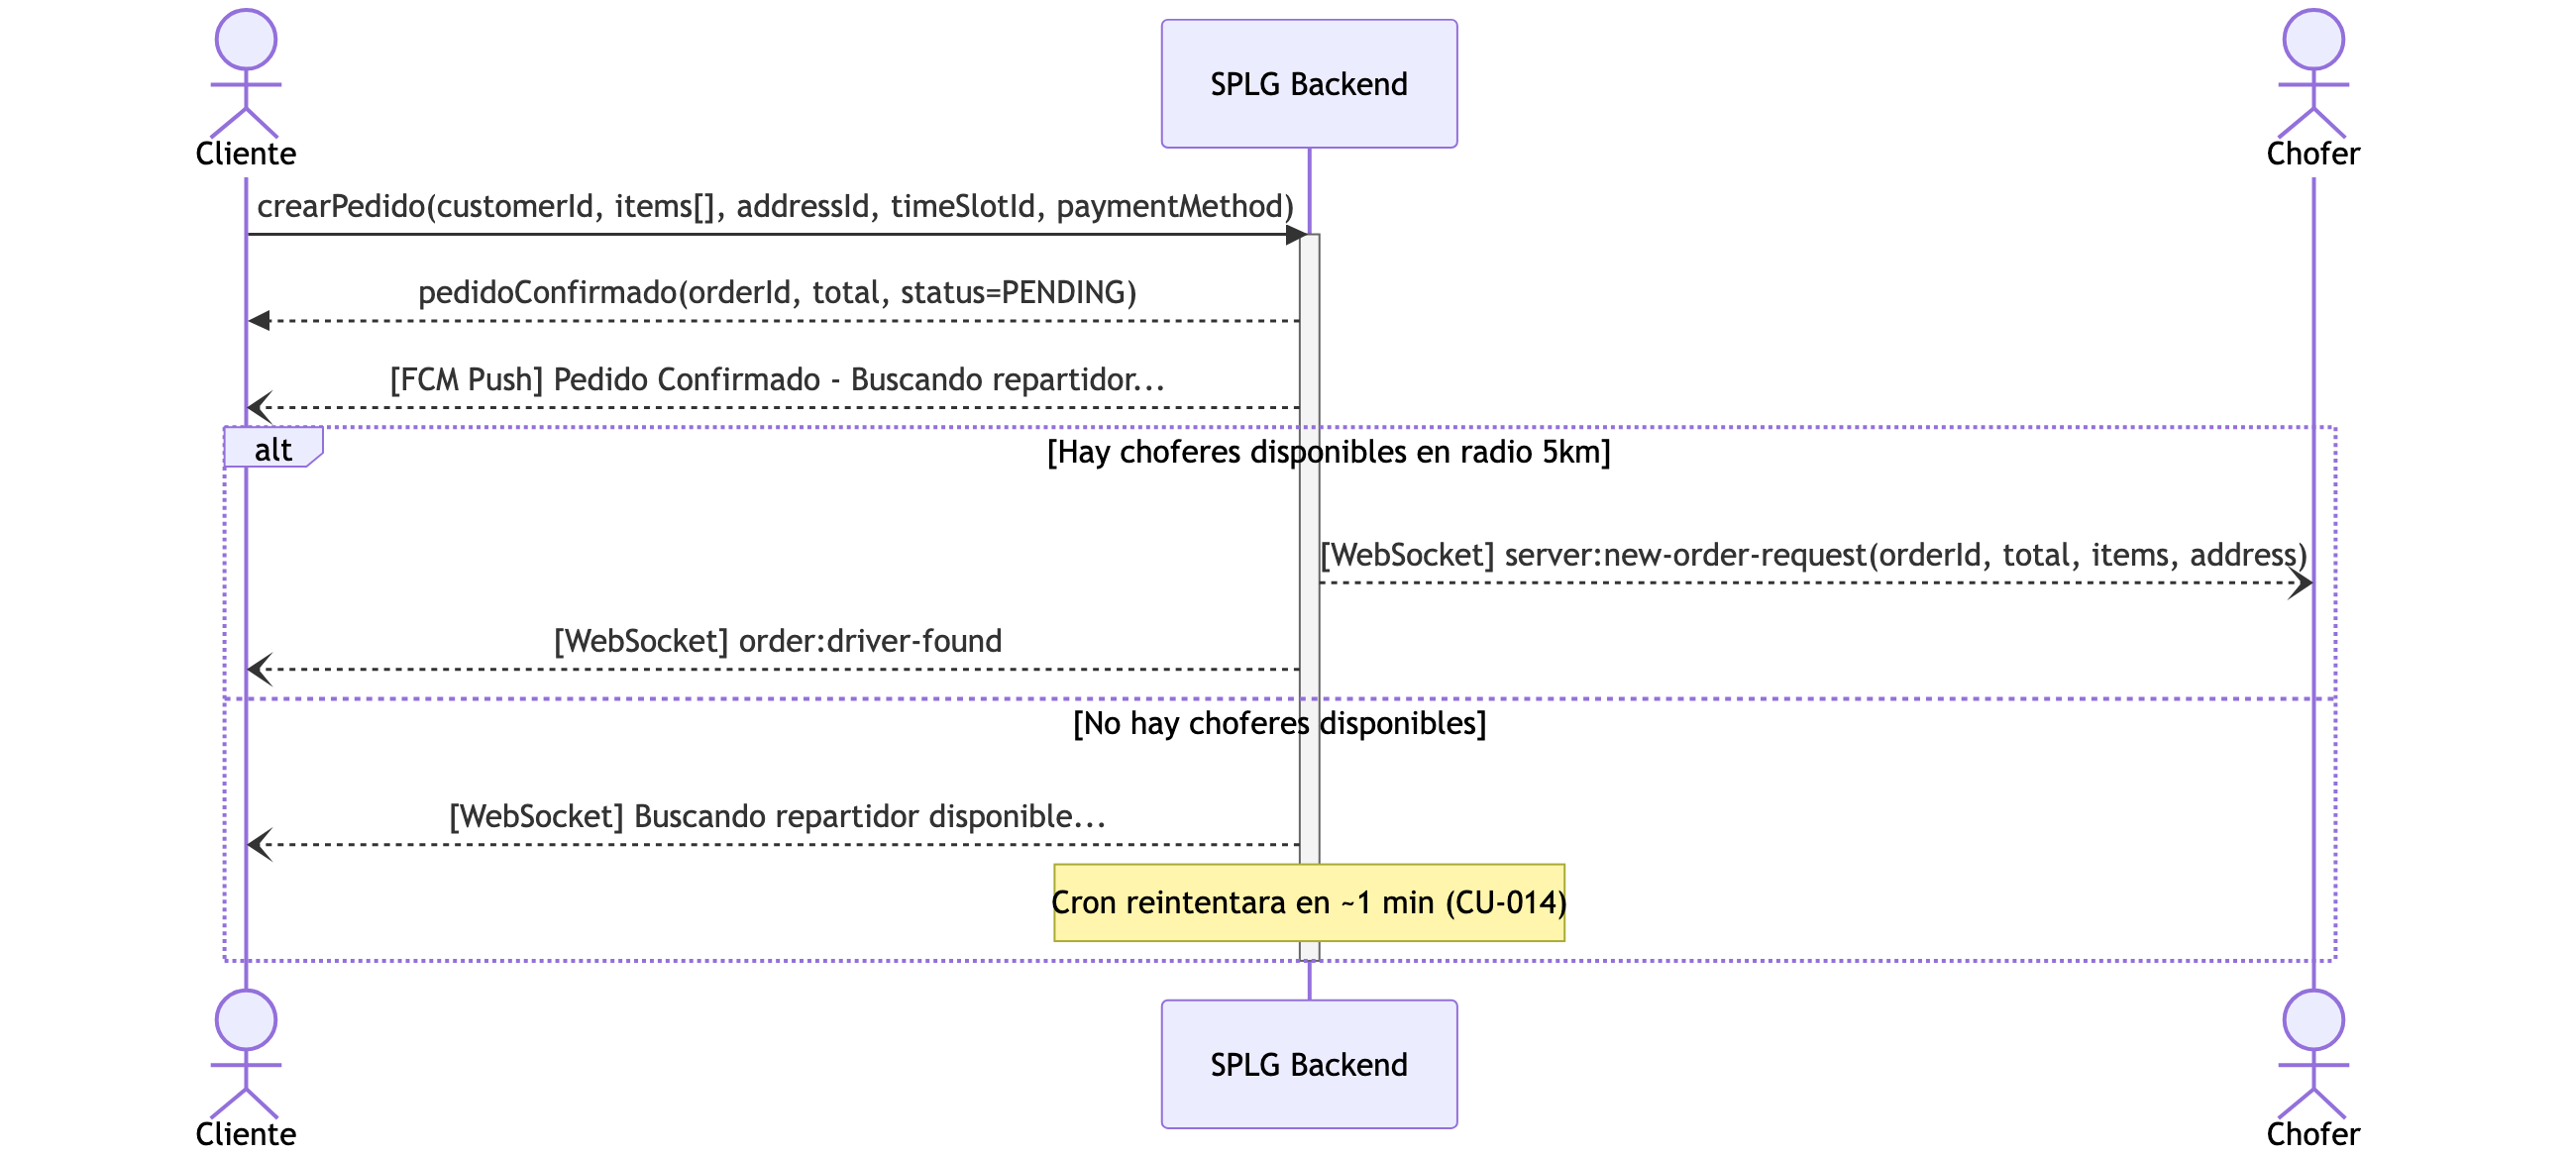 SPLG Backend
Cliente
Chofer
crearPedido(customerId, items[], addressId, timeSlotId, paymentMethod)
pedidoConfirmado(orderId, total, status=PENDING)
[FCM Push] Pedido Confirmado - Buscando repartidor...
alt
[Hay choferes disponibles en radio 5km]
[WebSocket] server:new-order-request(orderId, total, items, address)
[WebSocket] order:driver-found
[No hay choferes disponibles]
[WebSocket] Buscando repartidor disponible...
Cron reintentara en ~1 min (CU-014)
SPLG Backend
Cliente
Chofer